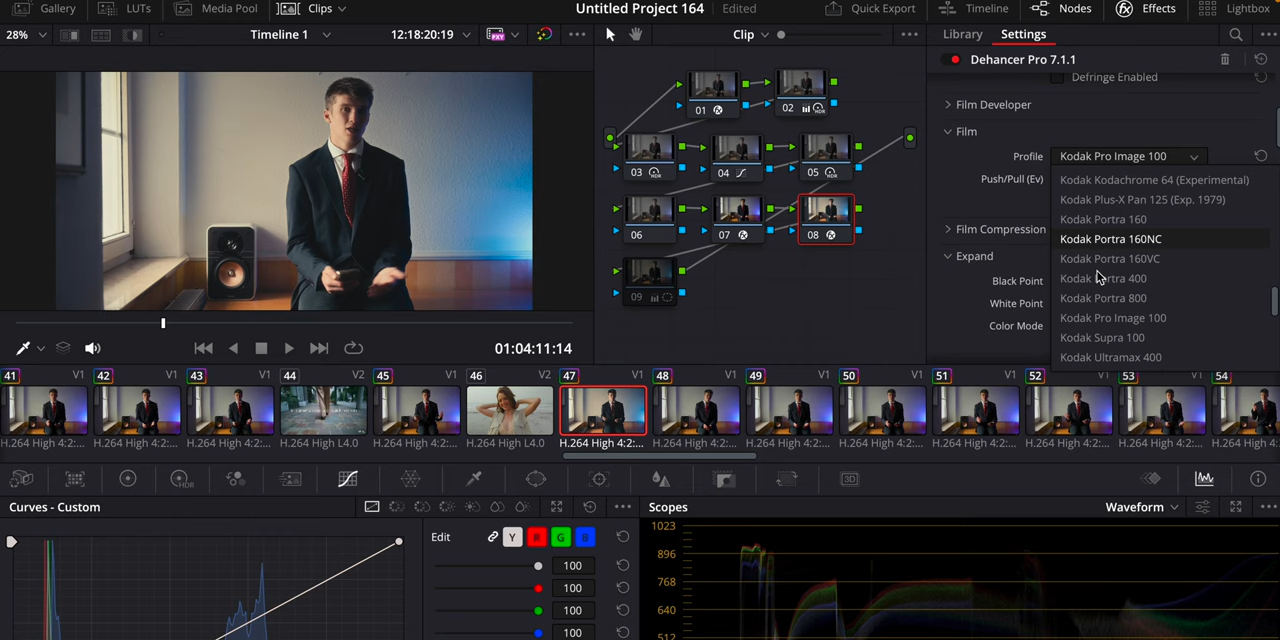 Gallery LUTs Media Pool Clips Untitled Project 164 Edited Quick Export Timeline Nodes Effects Lightbox
28% Timeline 1 12:18:20:19 Clip Library Settings
Dehancer Pro 7.1.1
Defringe Enabled
01 02
Film Developer
Film
03 04 05
Profile Kodak Pro Image 100
Push/Pull (Ev)
Kodak Kodachrome 64 (Experimental)
Kodak Plus-X Pan 125 (Exp. 1979)
Kodak Portra 160
06 07 08
Film Compression
Kodak Portra 160NC
Expand
Kodak Portra 160VC
Black Point
Kodak Portra 400
09
White Point
Kodak Portra 800
Color Mode
Kodak Pro Image 100
Kodak Supra 100
Kodak Ultramax 400
01:04:11:14
41 V1 42 V1 43 V1 44 V2 45 V1 46 V2 47 V1 48 V1 49 V1 50 V1 51 V1 52 V1 53 V1 54
H.264 High 4:2:... H.264 High 4:2:... H.264 High 4:2:... H.264 High L4.0 H.264 High 4:2:... H.264 High L4.0 H.264 High 4:2:... H.264 High 4:2:... H.264 High 4:2:... H.264 High 4:2:... H.264 High 4:2:... H.264 High 4:2:... H.264 High 4:2:... H.264 High
Curves - Custom
Scopes Waveform
Edit Y R G B
1023
100
896
100
768
100
640
100
512